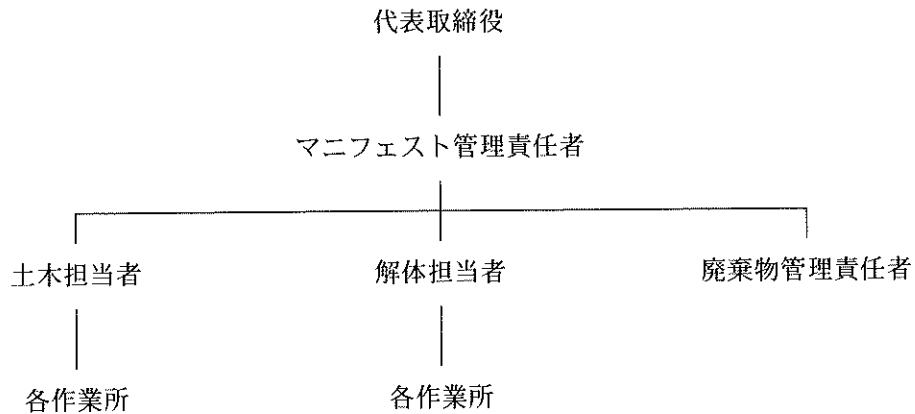 代表取締役
マニフェスト管理責任者
土木担当者 解体担当者 廃棄物管理責任者
各作業所 各作業所